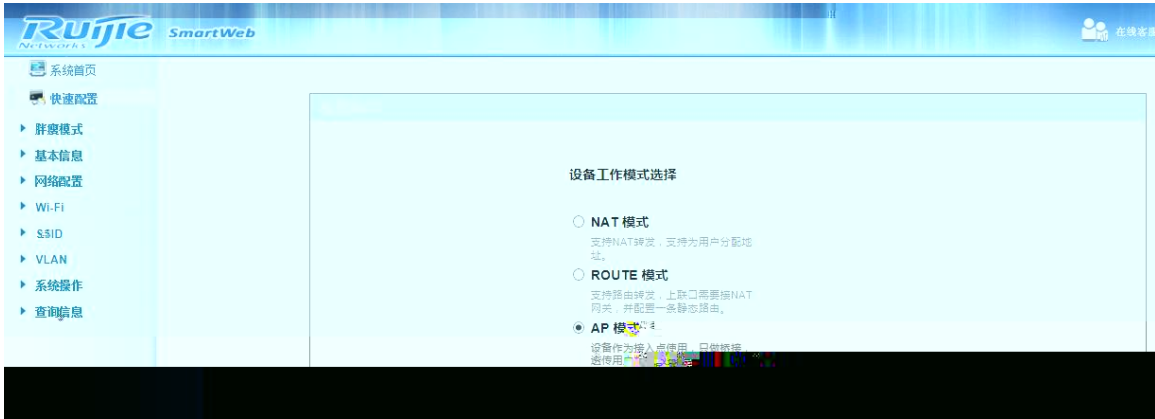 Ruijie
Networks
SmartWeb
在线客服
系统首页
快速配置
胖瘦模式
基本信息
网络配置
Wi-Fi
SSID
VLAN
系统操作
查询信息
设备工作模式选择
NAT 模式
支持NAT转发，支持为用户分配地
址。
ROUTE 模式
支持路由转发，上联口需要接NAT
网关，并配置一条静态路由。
AP 模式
设备作为接入点使用，只做桥接，
透传用